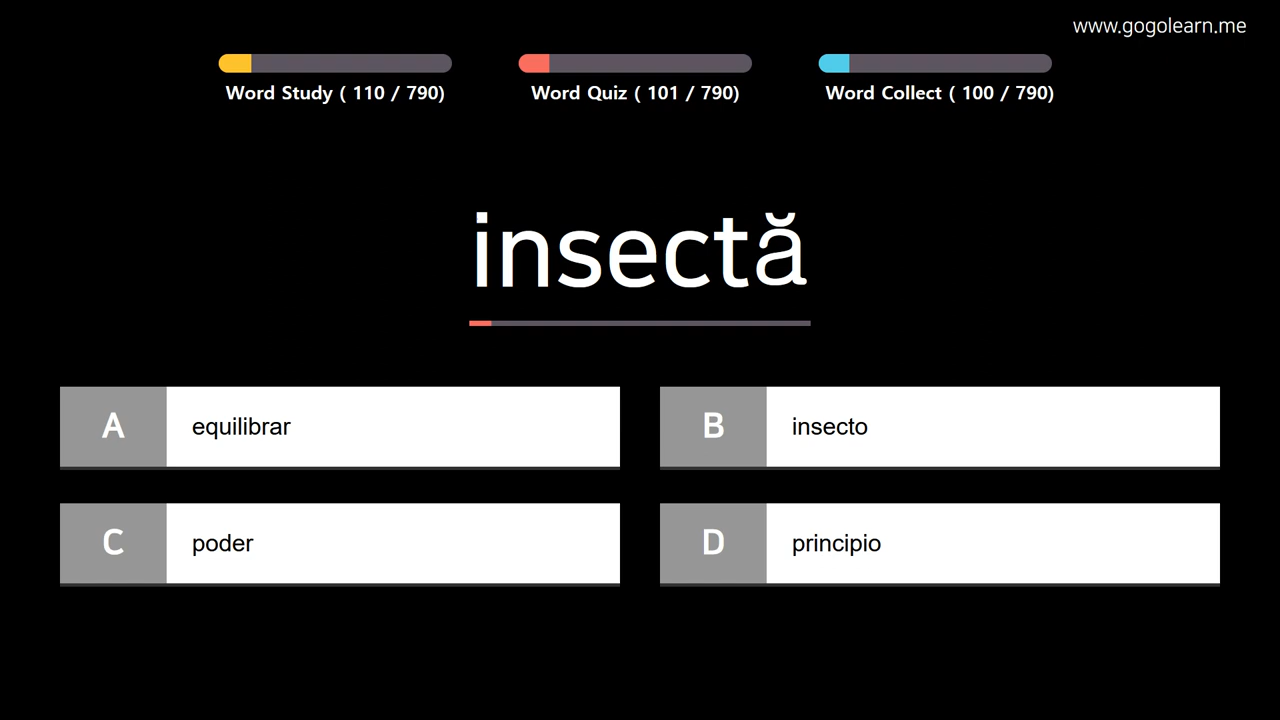 www.gogolearn.me
Word Study ( 110 / 790)
Word Quiz ( 101 / 790)
Word Collect ( 100 / 790)
insectă
A
equilibrar
B
insecto
C
poder
D
principio